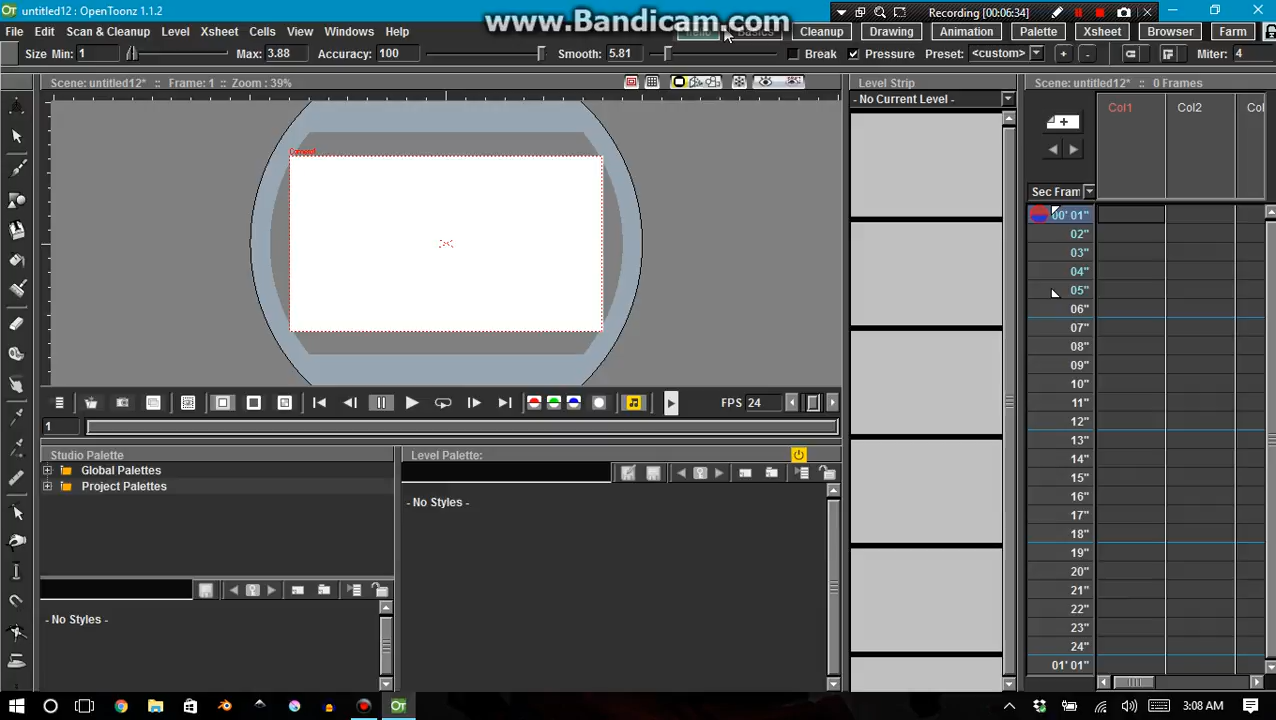 untitled12* : OpenToonz 1.1.2
www.Bandicam.com
Recording [00:06:34]
File Edit Scan & Cleanup Level Xsheet Cells View Windows Help
Hello Basics Cleanup Drawing Animation Palette Xsheet Browser Farm
Size Min: 1 Max: 3.88 Accuracy: 100 Smooth: 5.81 Break Pressure Preset: <custom> + - Miter: 4
Scene: untitled12* :: Frame: 1 :: Zoom : 39%
Level Strip
Scene: untitled12* :: 0 Frames
- No Current Level -
Col1 Col2 Col
Camera1
Sec Fram
00' 01"
02"
03"
04"
05"
06"
07"
08"
09"
10"
11"
12"
13"
14"
15"
16"
17"
18"
19"
20"
21"
22"
23"
24"
01' 01"
FPS 24
1
Studio Palette
Global Palettes
Project Palettes
- No Styles -
Level Palette:
- No Styles -
3:08 AM